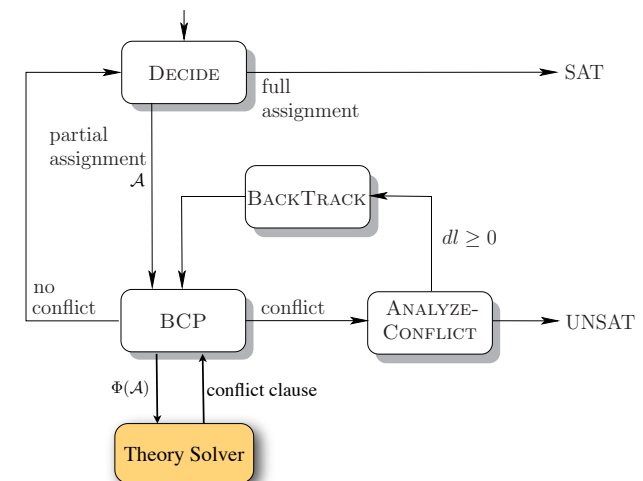 DECIDE
SAT
full
assignment
partial
assignment
𝒜
BACKTRACK
dl ≥ 0
no
conflict
BCP
conflict
ANALYZE-
CONFLICT
UNSAT
Φ(𝒜)
conflict clause
Theory Solver